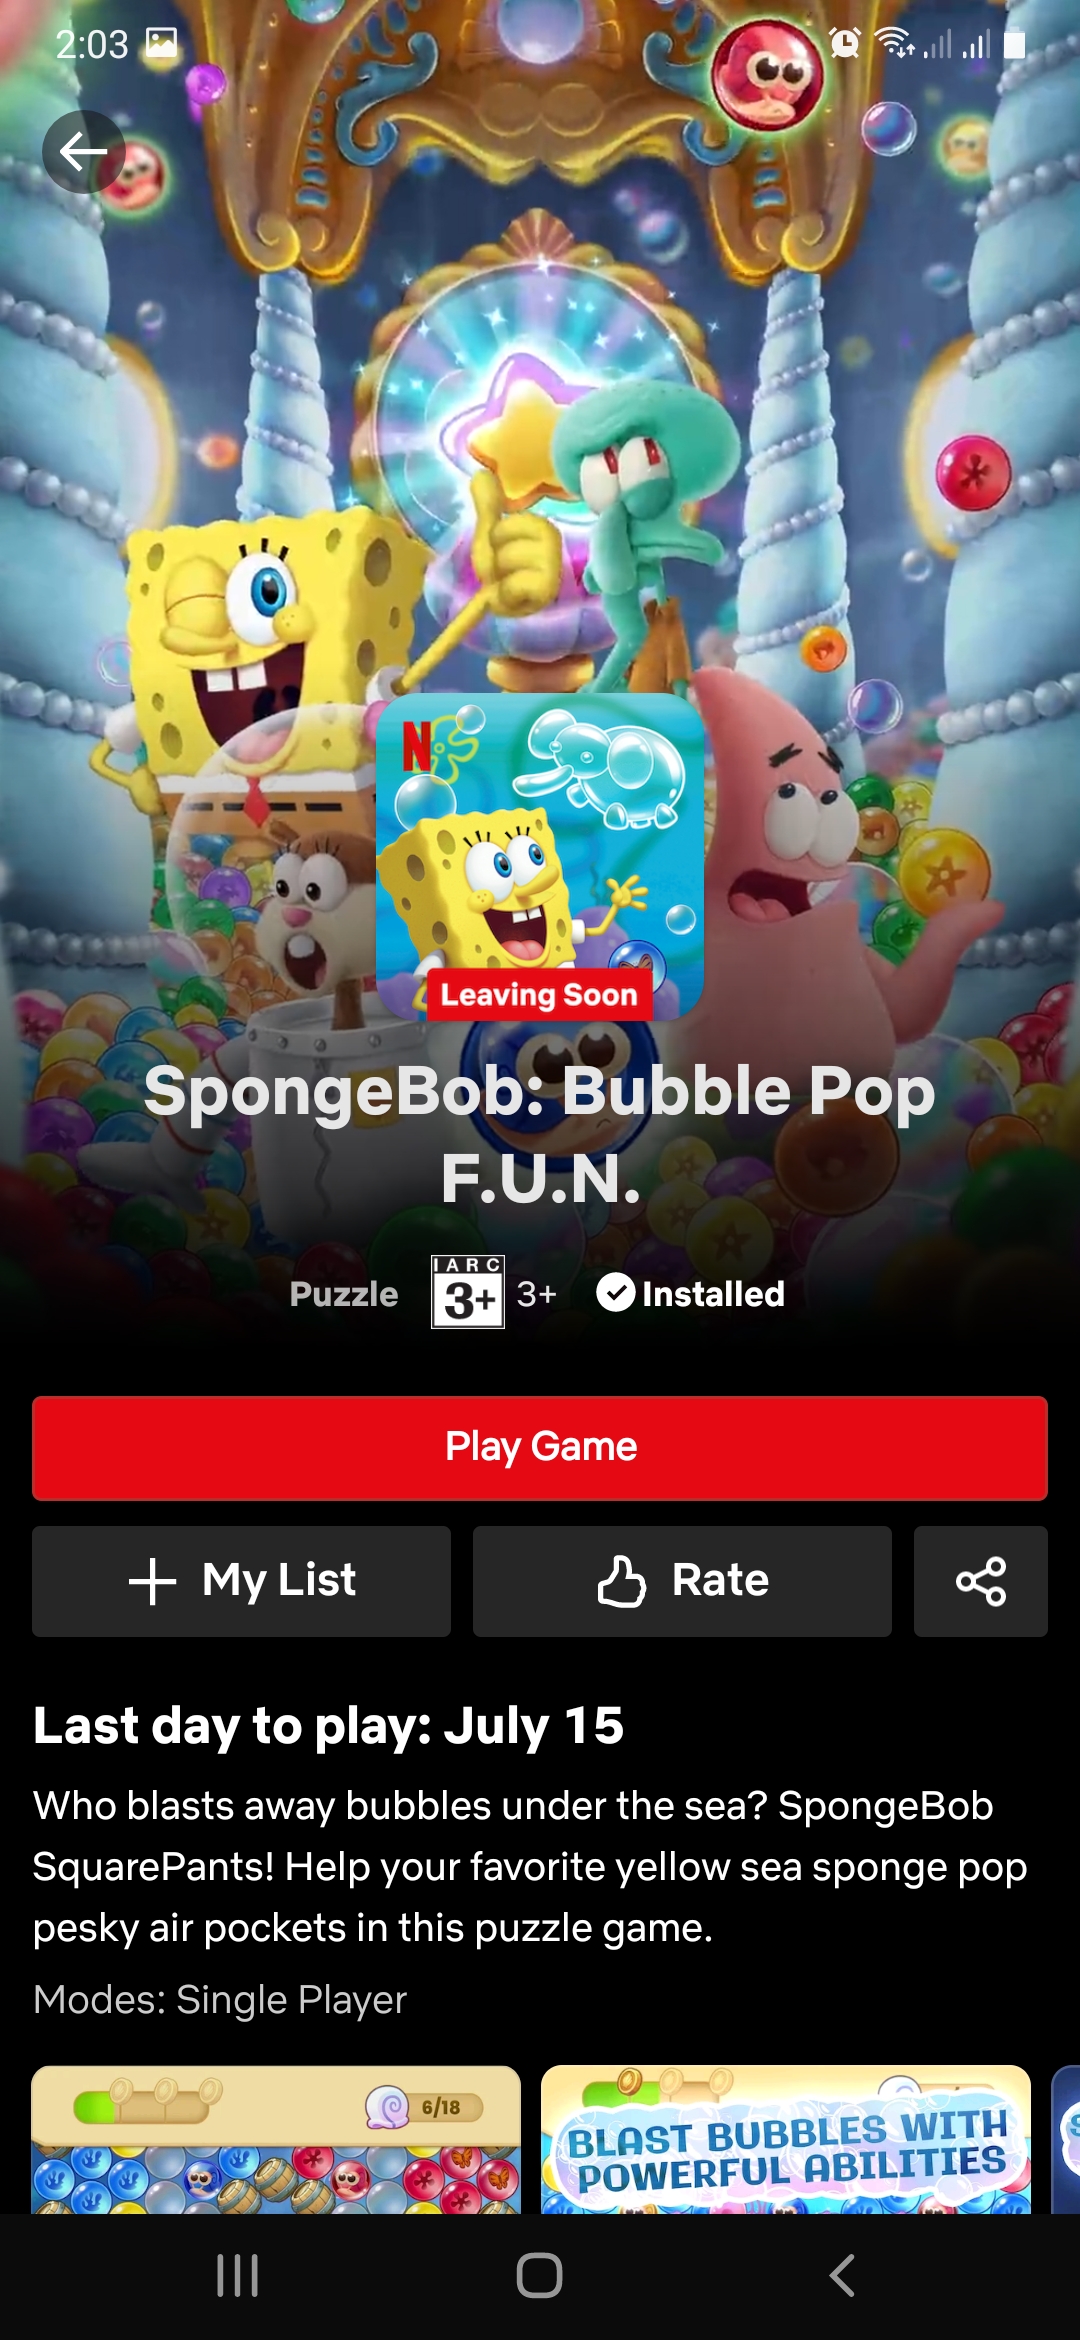 2:03
N
Leaving Soon
SpongeBob: Bubble Pop
F.U.N.
Puzzle
IARC
3+
3+
Installed
Play Game
My List
Rate
Last day to play: July 15
Who blasts away bubbles under the sea? SpongeBob
SquarePants! Help your favorite yellow sea sponge pop
pesky air pockets in this puzzle game.
Modes: Single Player
6/18
BLAST BUBBLES WITH
POWERFUL ABILITIES